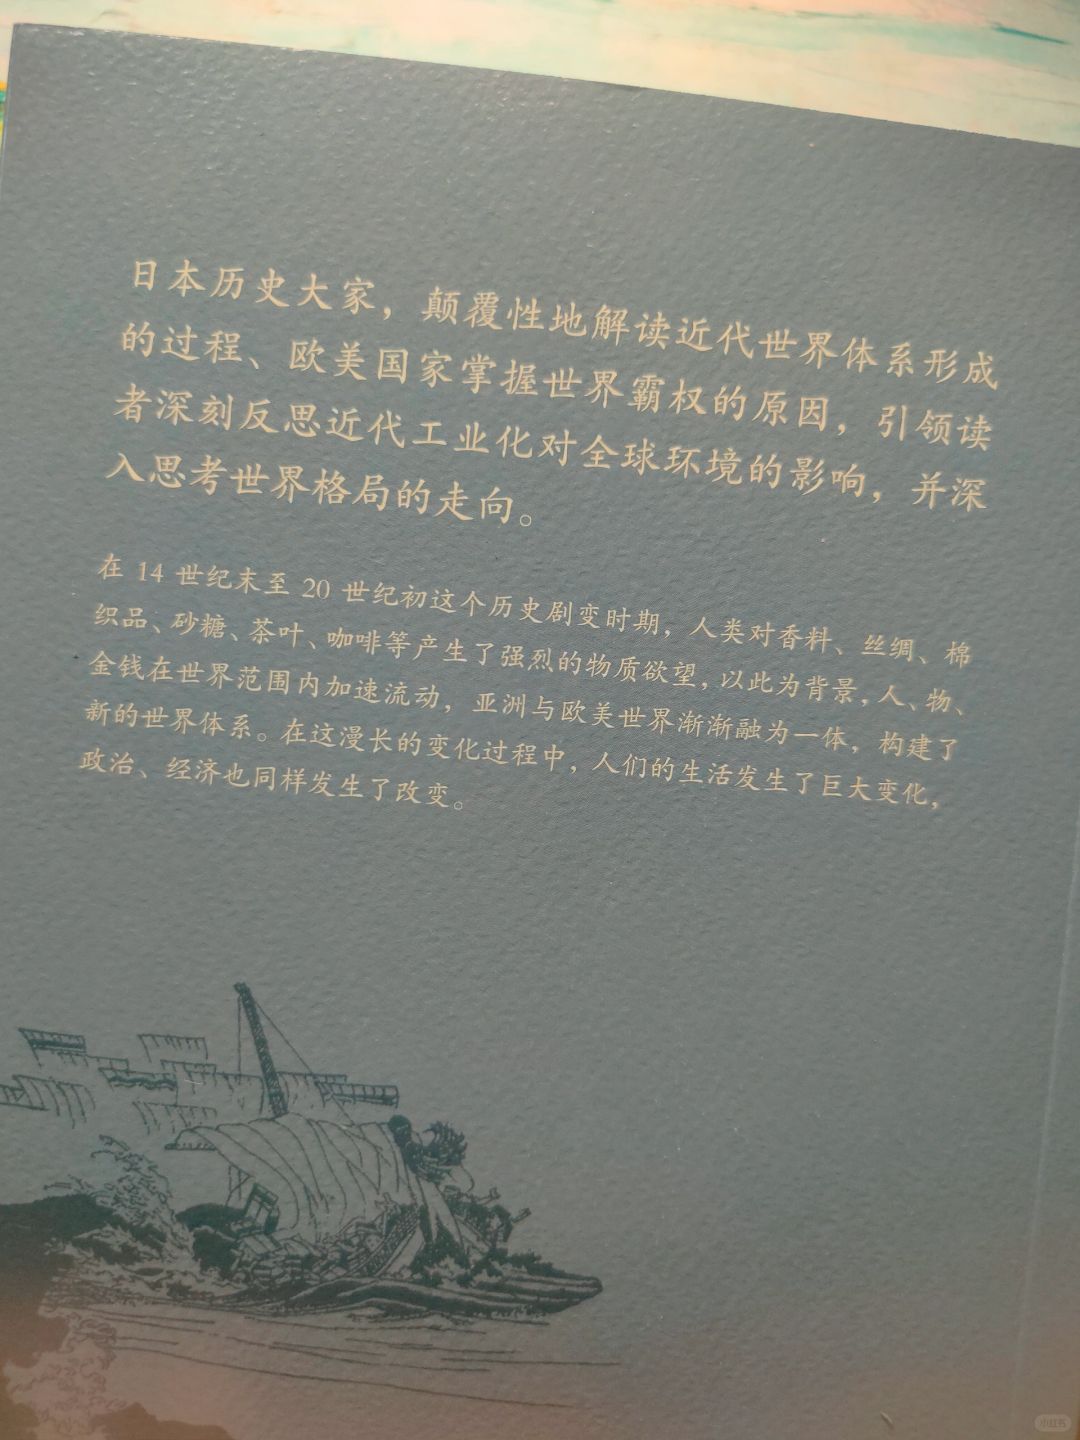 日本历史大家，颠覆性地解读近代世界体系形成
的过程、欧美国家掌握世界霸权的原因，引领读
者深刻反思近代工业化对全球环境的影响，并深
入思考世界格局的走向。
在 14 世纪末至 20 世纪初这个历史剧变时期，人类对香料、丝绸、棉
织品、砂糖、茶叶、咖啡等产生了强烈的物质欲望，以此为背景，人、物、
金钱在世界范围内加速流动，亚洲与欧美世界渐渐融为一体，构建了
新的世界体系。在这漫长的变化过程中，人们的生活发生了巨大变化，
政治、经济也同样发生了改变。
小红书